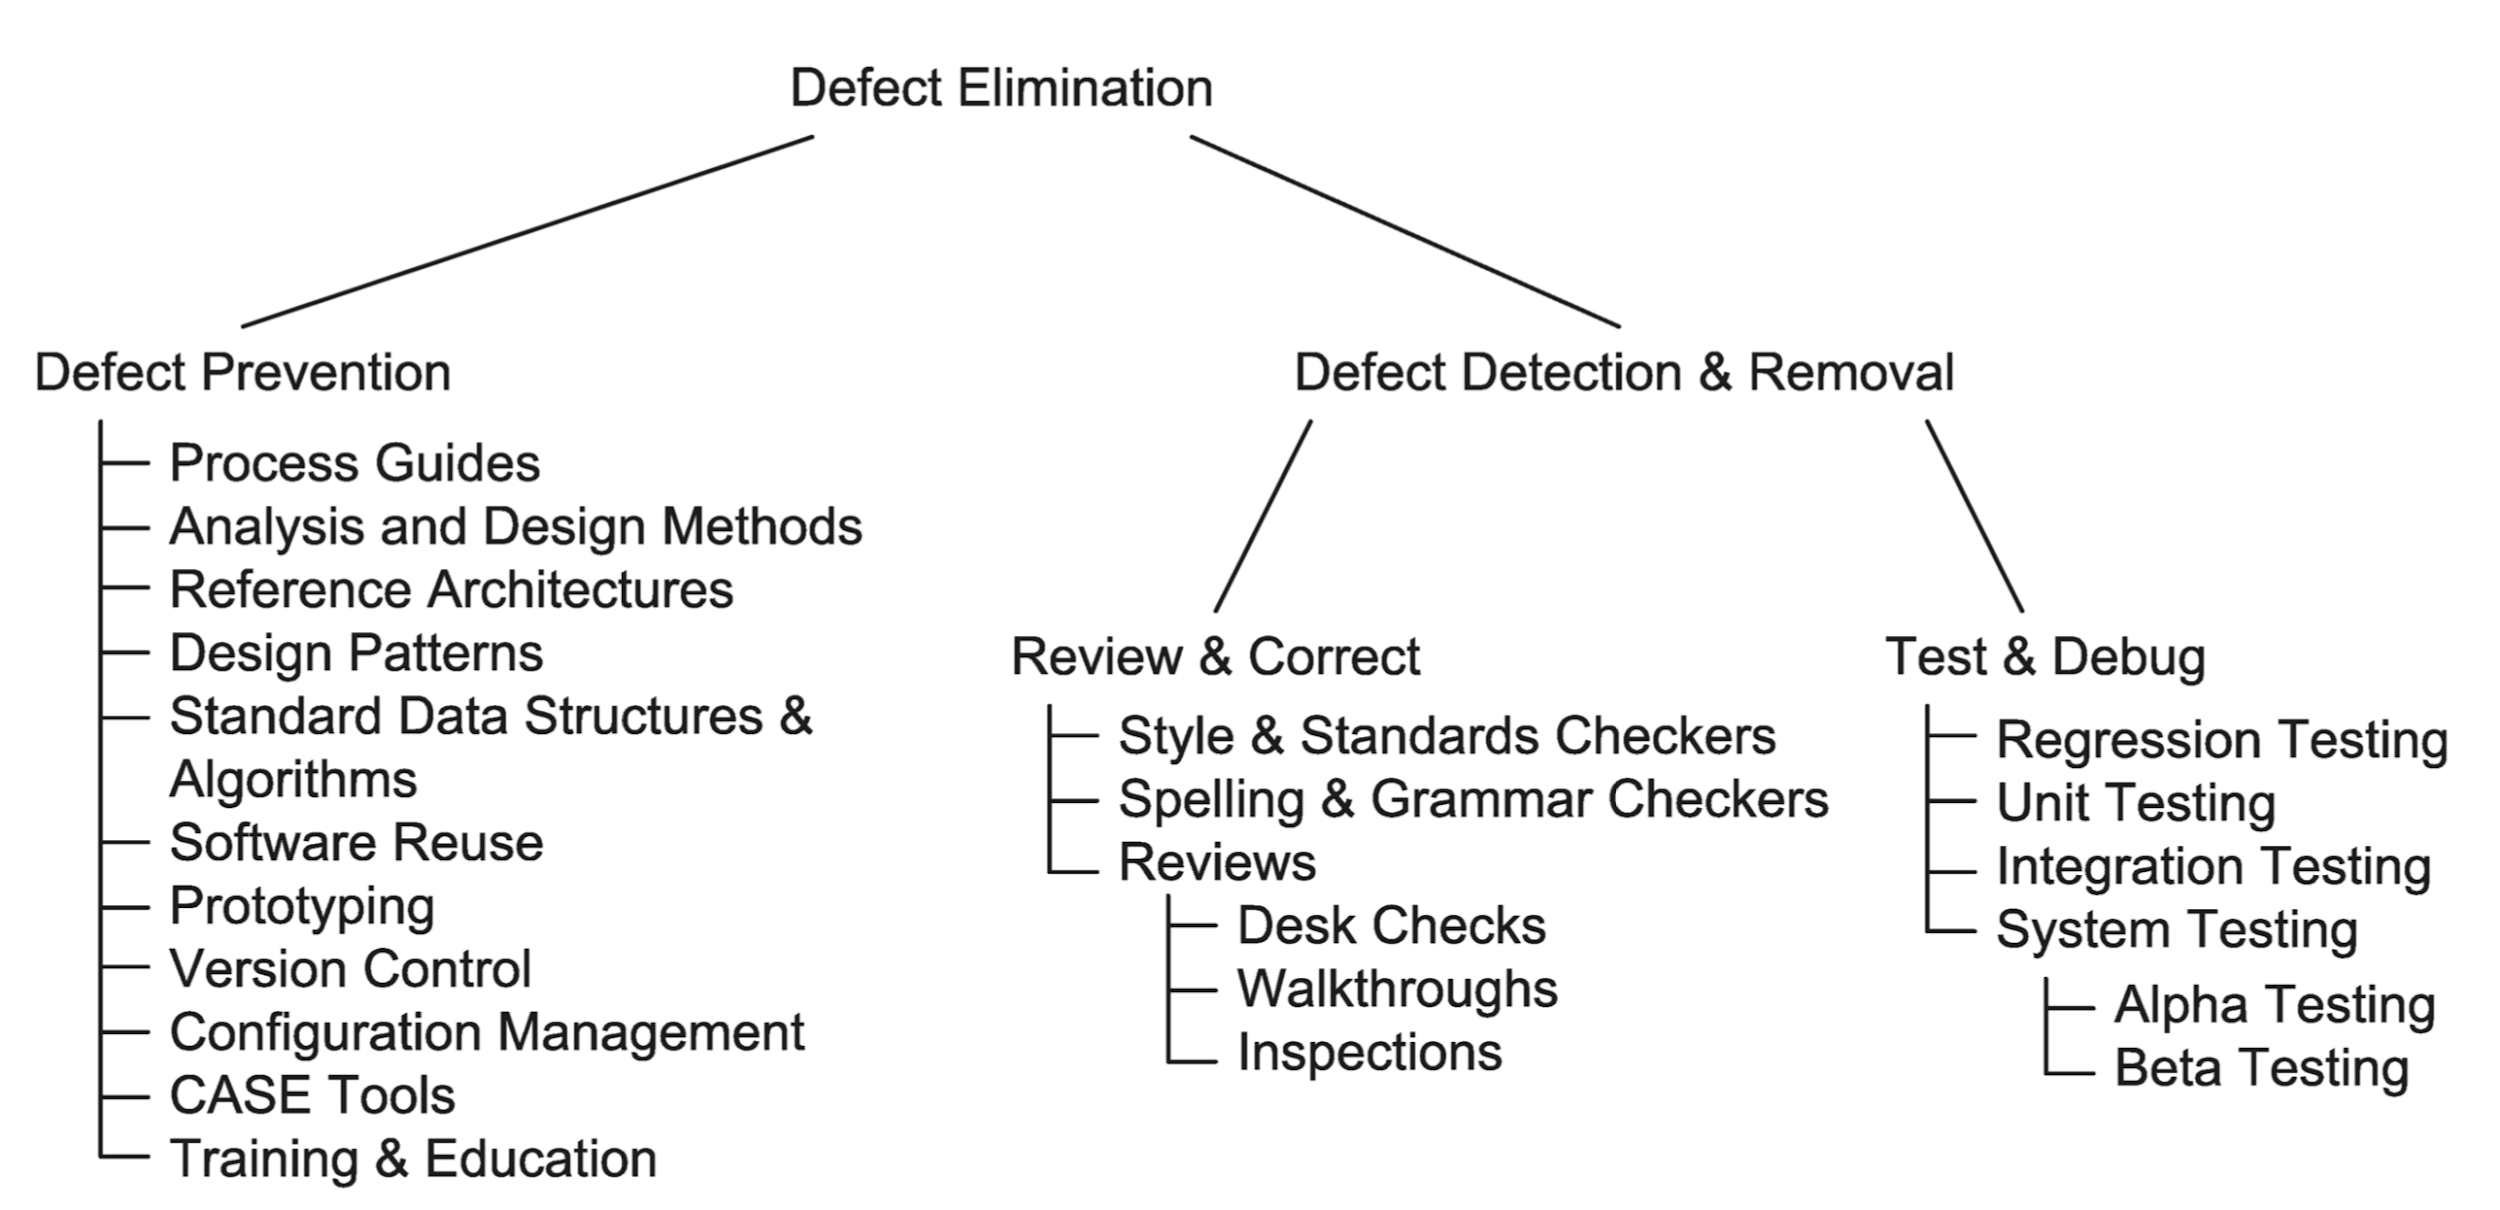 Defect Elimination
Defect Prevention
Process Guides
Analysis and Design Methods
Reference Architectures
Design Patterns
Standard Data Structures &
Algorithms
Software Reuse
Prototyping
Version Control
Configuration Management
CASE Tools
Training & Education
Defect Detection & Removal
Review & Correct
Style & Standards Checkers
Spelling & Grammar Checkers
Reviews
Desk Checks
Walkthroughs
Inspections
Test & Debug
Regression Testing
Unit Testing
Integration Testing
System Testing
Alpha Testing
Beta Testing